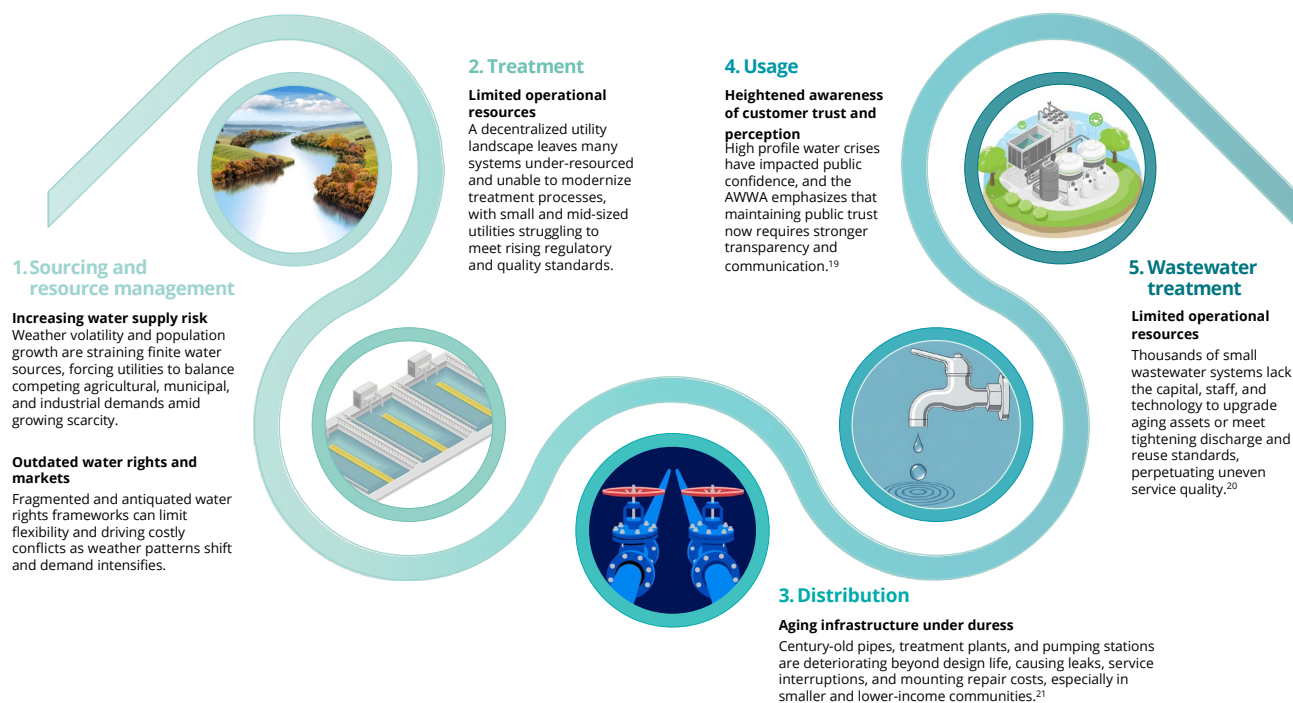 1. Sourcing and
resource management
Increasing water supply risk
Weather volatility and population
growth are straining finite water
sources, forcing utilities to balance
competing agricultural, municipal,
and industrial demands amid
growing scarcity.
Outdated water rights and
markets
Fragmented and antiquated water
rights frameworks can limit
flexibility and driving costly
conflicts as weather patterns shift
and demand intensifies.
2. Treatment
Limited operational
resources
A decentralized utility
landscape leaves many
systems under-resourced
and unable to modernize
treatment processes,
with small and mid-sized
utilities struggling to
meet rising regulatory
and quality standards.
3. Distribution
Aging infrastructure under duress
Century-old pipes, treatment plants, and pumping stations
are deteriorating beyond design life, causing leaks, service
interruptions, and mounting repair costs, especially in
smaller and lower-income communities.21
4. Usage
Heightened awareness
of customer trust and
perception
High profile water crises
have impacted public
confidence, and the
AWWA emphasizes that
maintaining public trust
now requires stronger
transparency and
communication.19
5. Wastewater
treatment
Limited operational
resources
Thousands of small
wastewater systems lack
the capital, staff, and
technology to upgrade
aging assets or meet
tightening discharge and
reuse standards,
perpetuating uneven
service quality.20